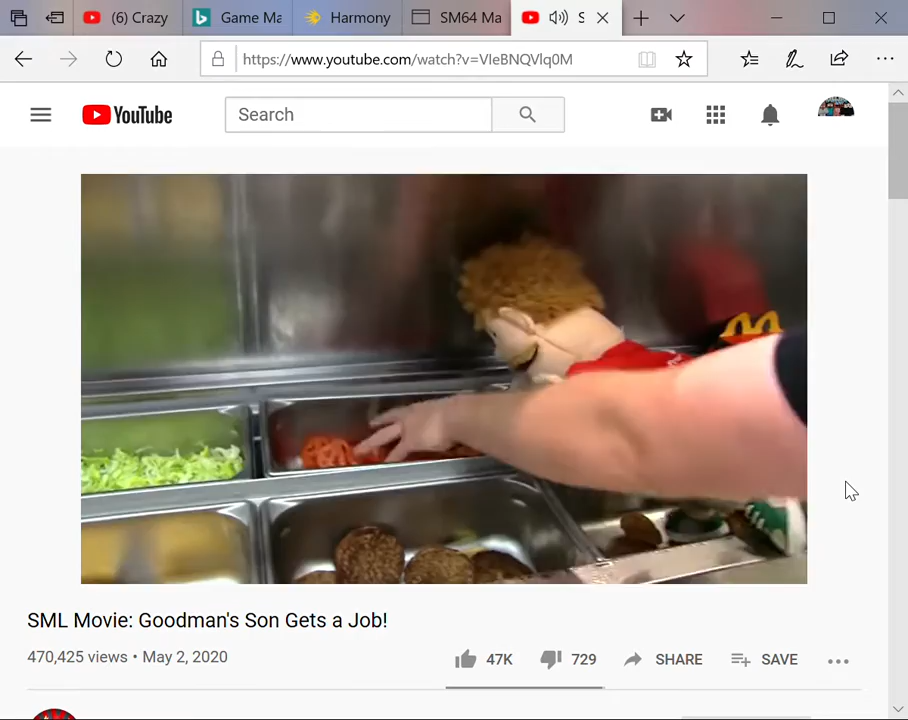 (6) Crazy
Game Ma
Harmony
SM64 Ma
S
https://www.youtube.com/watch?v=VIeBNQVlq0M
YouTube
Search
SML Movie: Goodman's Son Gets a Job!
470,425 views • May 2, 2020
47K
729
SHARE
SAVE